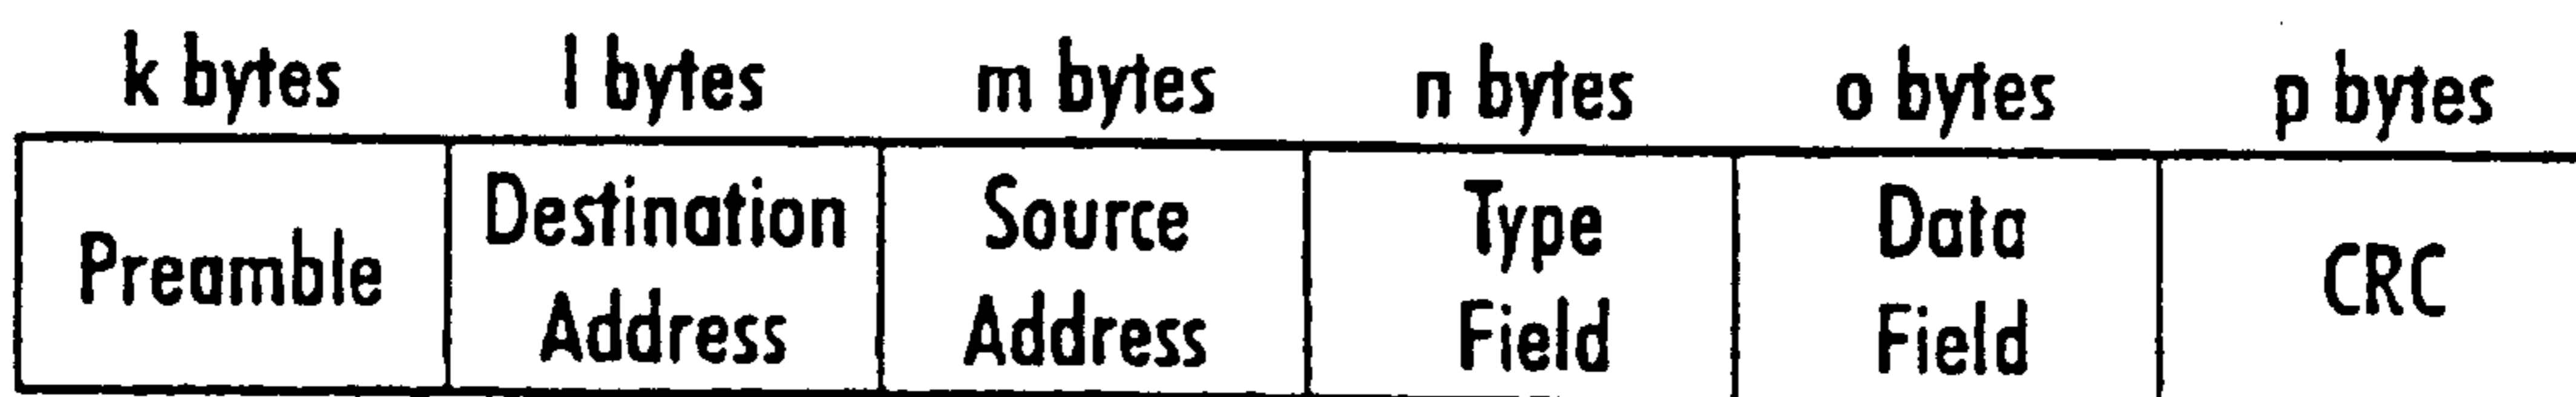 k bytes l bytes m bytes n bytes o bytes p bytes
Preamble
Destination
Address
Source
Address
Type
Field
Data
Field
CRC